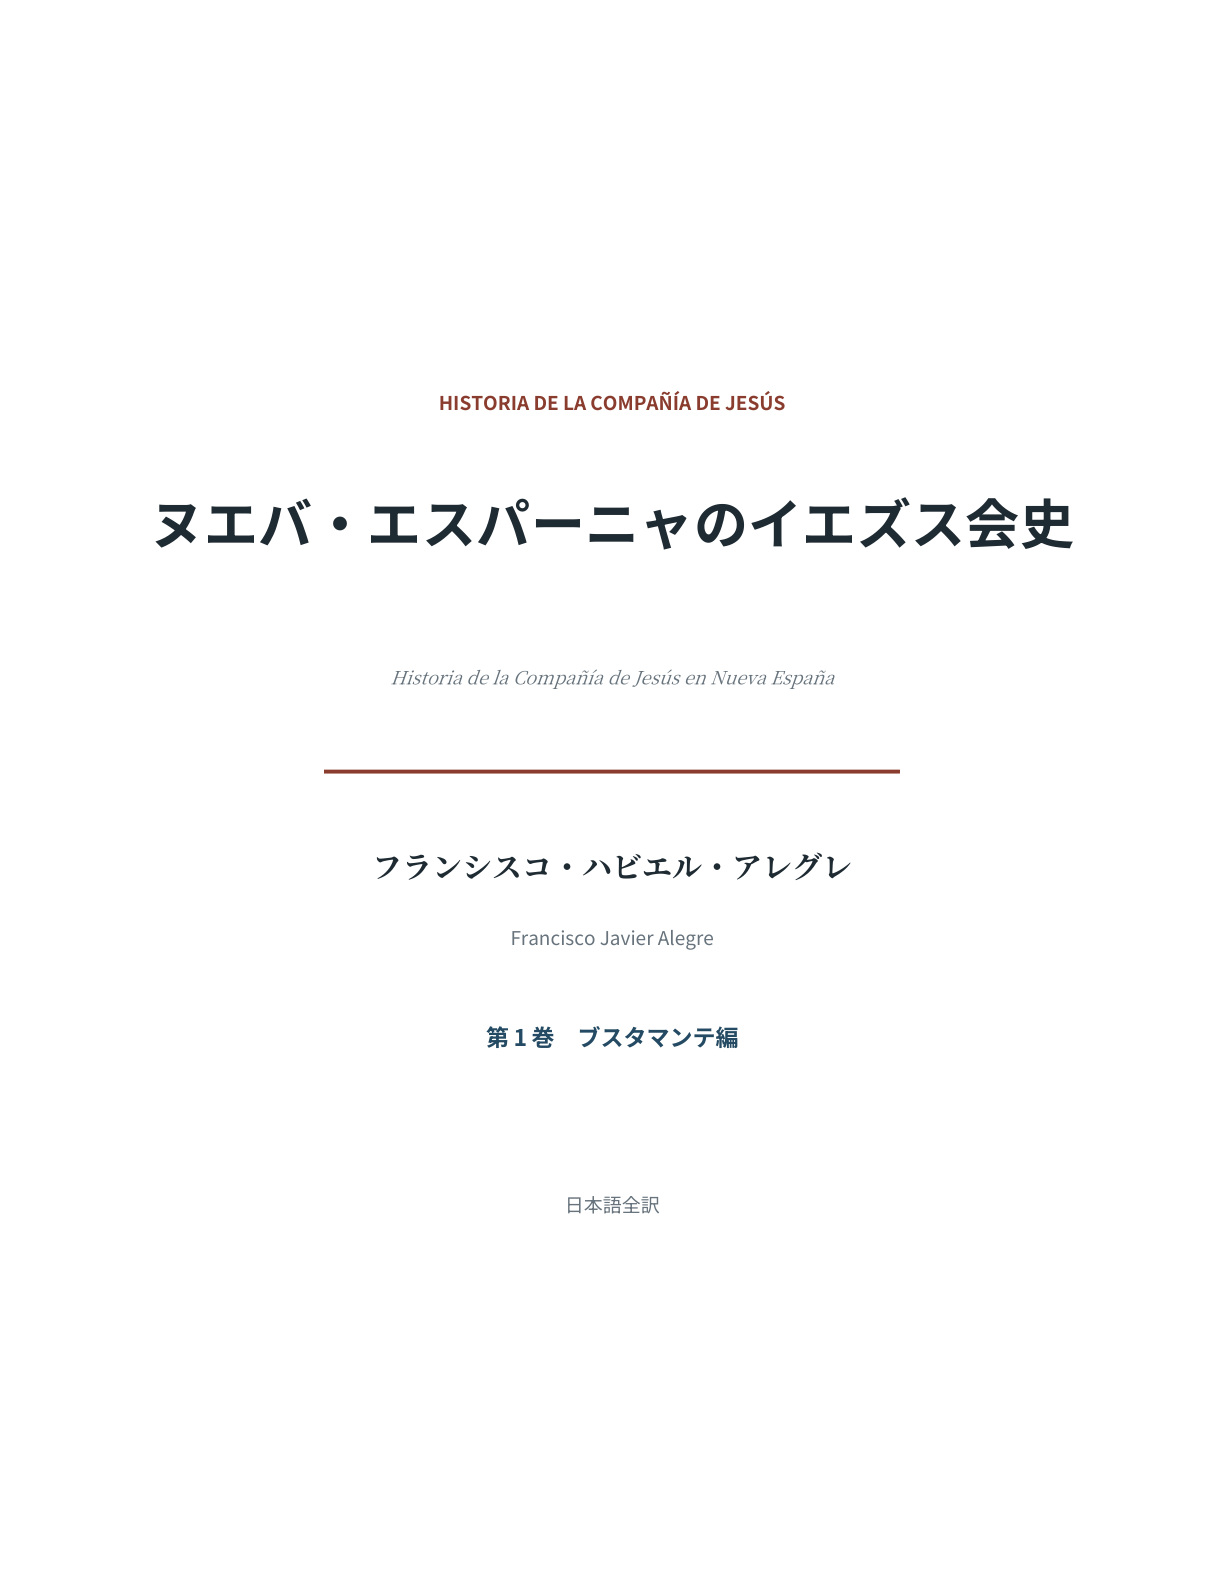 HISTORIA DE LA COMPAÑÍA DE JESÚS
ヌエバ・エスパーニャのイエズス会史
Historia de la Compañía de Jesús en Nueva España
フランシスコ・ハビエル・アレグレ
Francisco Javier Alegre
第1巻　ブスタマンテ編
日本語全訳